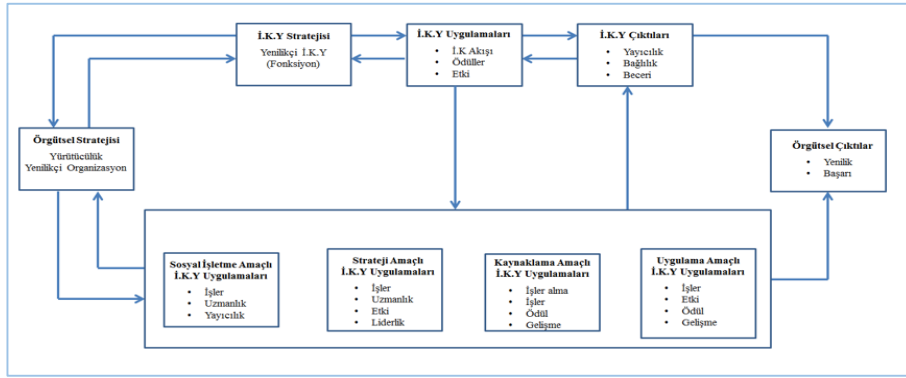 İ.K.Y Stratejisi
Yenilikçi İ.K.Y
(Fonksiyon)
İ.K.Y Uygulamaları
• İ.K Akışı
• Ödüller
• Etki
İ.K.Y Çıktıları
• Yayıcılık
• Bağlılık
• Beceri
Örgütsel Stratejisi
Yürütücülük
Yenilikçi Organizasyon
Örgütsel Çıktılar
• Yenilik
• Başarı
Sosyal İşletme Amaçlı
İ.K.Y Uygulamaları
• İşler
• Uzmanlık
• Yayıcılık
Strateji Amaçlı
İ.K.Y Uygulamaları
• İşler
• Uzmanlık
• Etki
• Liderlik
Kaynaklama Amaçlı
İ.K.Y Uygulamaları
• İşler alma
• İşler
• Ödül
• Gelişme
Uygulama Amaçlı
İ.K.Y Uygulamaları
• İşler
• Etki
• Ödül
• Gelişme